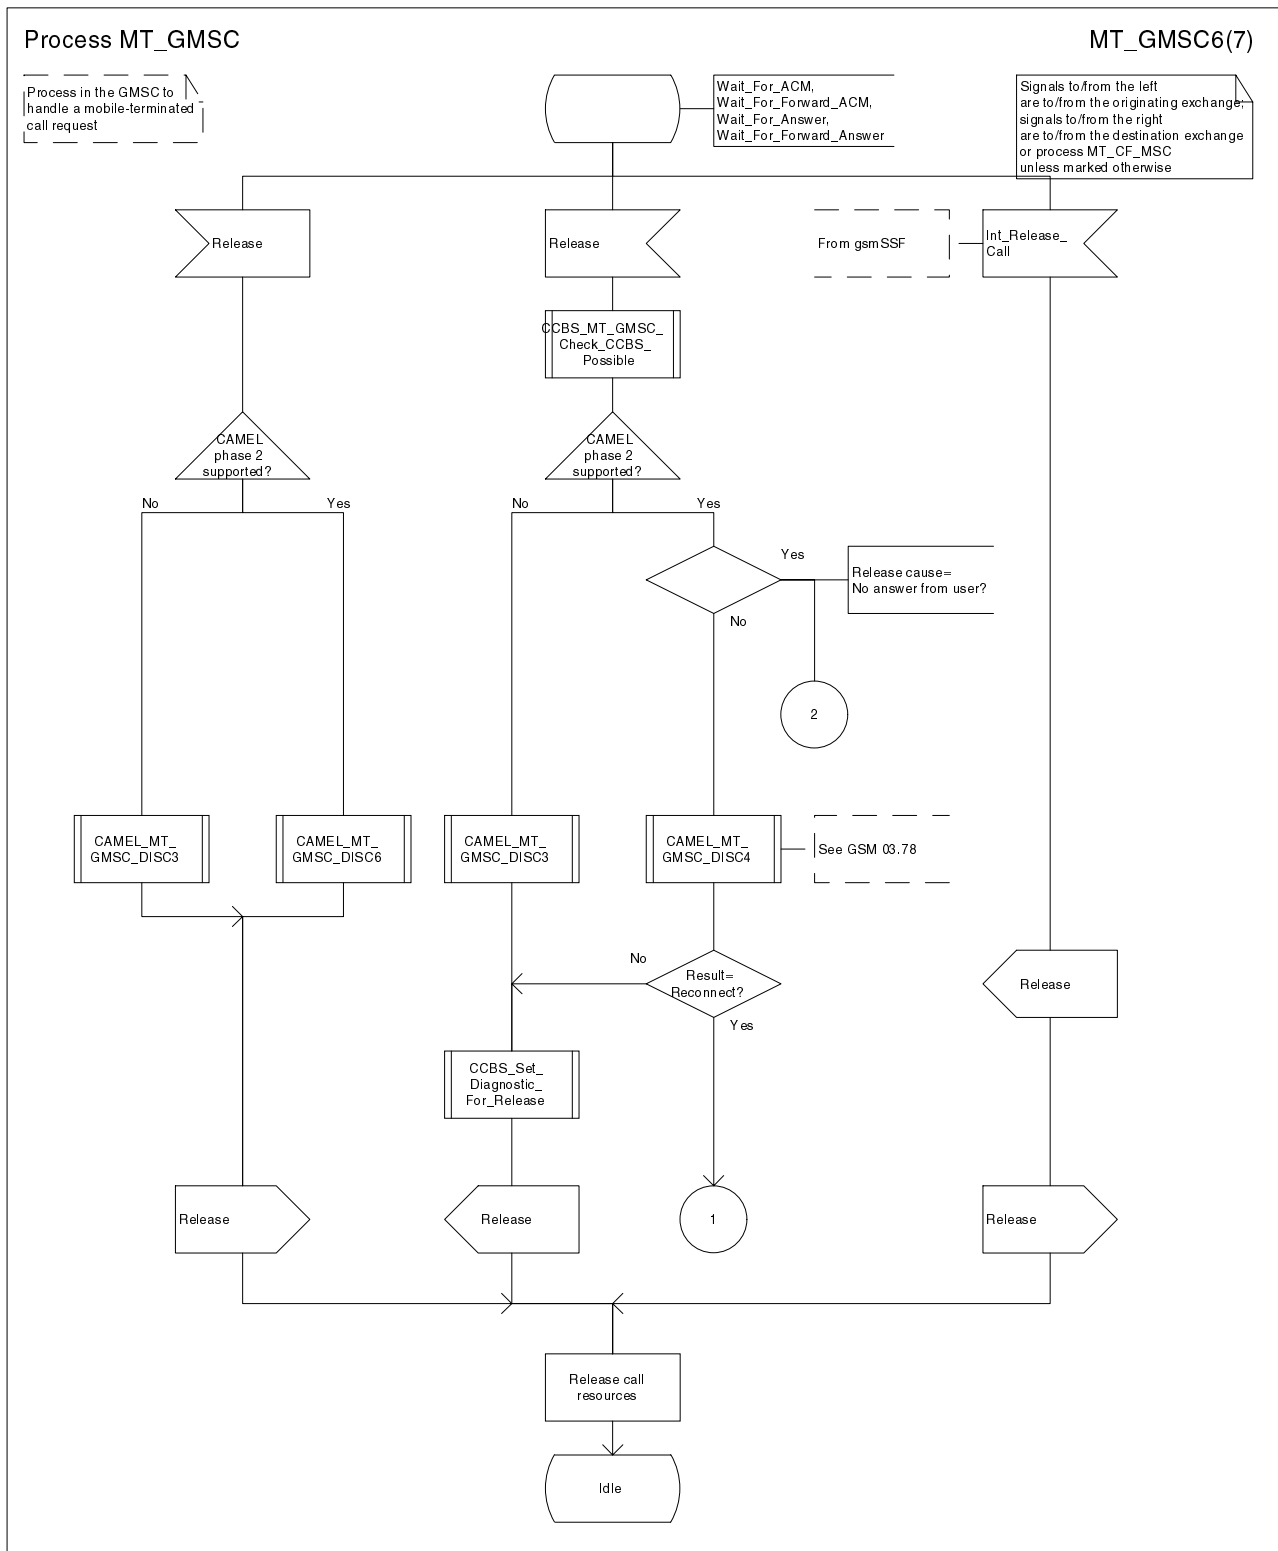 Process MT_GMSC
MT_GMSC6(7)
Process in the GMSC to
handle a mobile-terminated
call request
Wait_For_ACM,
Wait_For_Forward_ACM,
Wait_For_Answer,
Wait_For_Forward_Answer
Signals to/from the left
are to/from the originating exchange;
signals to/from the right
are to/from the destination exchange
or process MT_CF_MSC
unless marked otherwise
Release
Release
From gsmSSF
Int_Release_
Call
CCBS_MT_GMSC_
Check_CCBS_
Possible
CAMEL
phase 2
supported?
CAMEL
phase 2
supported?
No
Yes
No
Yes
Yes
Release cause=
No answer from user?
No
2
CAMEL_MT_
GMSC_DISC3
CAMEL_MT_
GMSC_DISC6
CAMEL_MT_
GMSC_DISC3
CAMEL_MT_
GMSC_DISC4
See GSM 03.78
No
Result=
Reconnect?
Yes
Release
CCBS_Set_
Diagnostic_
For_Release
Release
Release
1
Release
Release call
resources
Idle